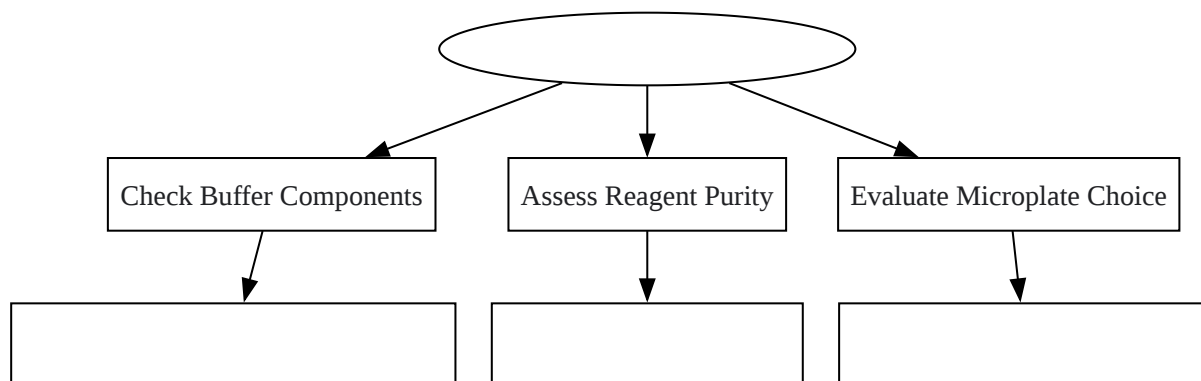 Check Buffer Components
Assess Reagent Purity
Evaluate Microplate Choice